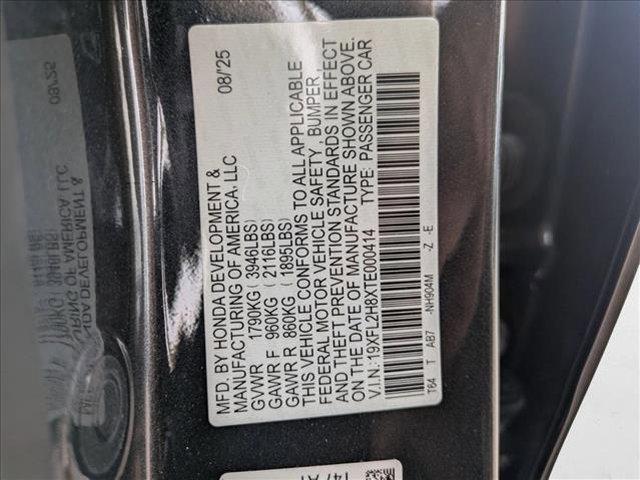 MFD. BY HONDA DEVELOPMENT & 08/'25
MANUFACTURING OF AMERICA, LLC
GVWR 1790KG (3946LBS)
GAWR F 960KG (2116LBS)
GAWR R 860KG (1895LBS)
THIS VEHICLE CONFORMS TO ALL APPLICABLE
FEDERAL MOTOR VEHICLE SAFETY, BUMPER,
AND THEFT PREVENTION STANDARDS IN EFFECT
ON THE DATE OF MANUFACTURE SHOWN ABOVE.
V.I.N.:19XFL2H8XTE000414 TYPE: PASSENGER CAR
T64 T AB7 -NH904M -Z -E